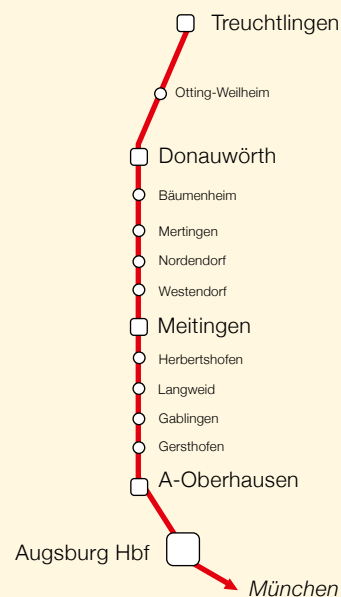 Treuchtlingen
Otting-Weilheim
Donauwörth
Bäumenheim
Mertingen
Nordendorf
Westendorf
Meitingen
Herbertshofen
Langweid
Gablingen
Gersthofen
A-Oberhausen
Augsburg Hbf
München